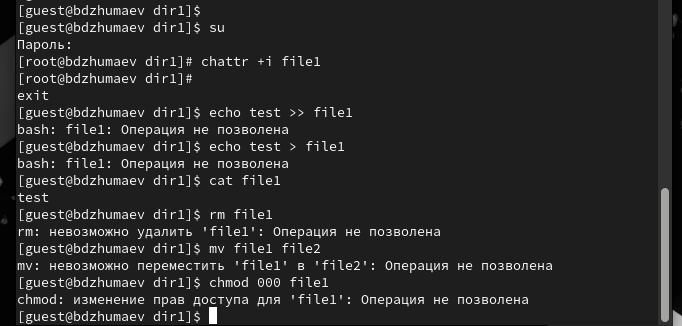 [guest@bdzhumaev dir1]$
[guest@bdzhumaev dir1]$ su
Пароль:
[root@bdzhumaev dir1]# chattr +i file1
[root@bdzhumaev dir1]#
exit
[guest@bdzhumaev dir1]$ echo test >> file1
bash: file1: Операция не позволена
[guest@bdzhumaev dir1]$ echo test > file1
bash: file1: Операция не позволена
[guest@bdzhumaev dir1]$ cat file1
test
[guest@bdzhumaev dir1]$ rm file1
rm: невозможно удалить 'file1': Операция не позволена
[guest@bdzhumaev dir1]$ mv file1 file2
mv: невозможно переместить 'file1' в 'file2': Операция не позволена
[guest@bdzhumaev dir1]$ chmod 000 file1
chmod: изменение прав доступа для 'file1': Операция не позволена
[guest@bdzhumaev dir1]$